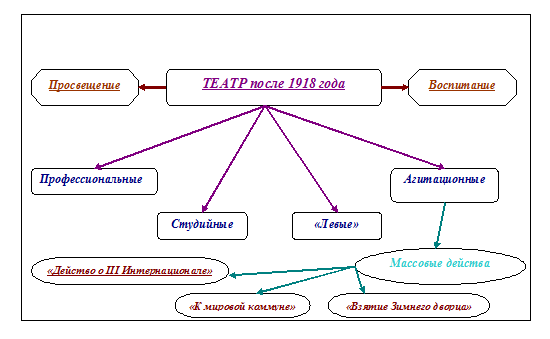 ТЕАТР после 1918 года
Просвещение
Воспитание
Профессиональные
Агитационные
Студийные
«Левые»
Массовые действа
«Действо о III Интернационале»
«К мировой коммуне»
«Взятие Зимнего дворца»